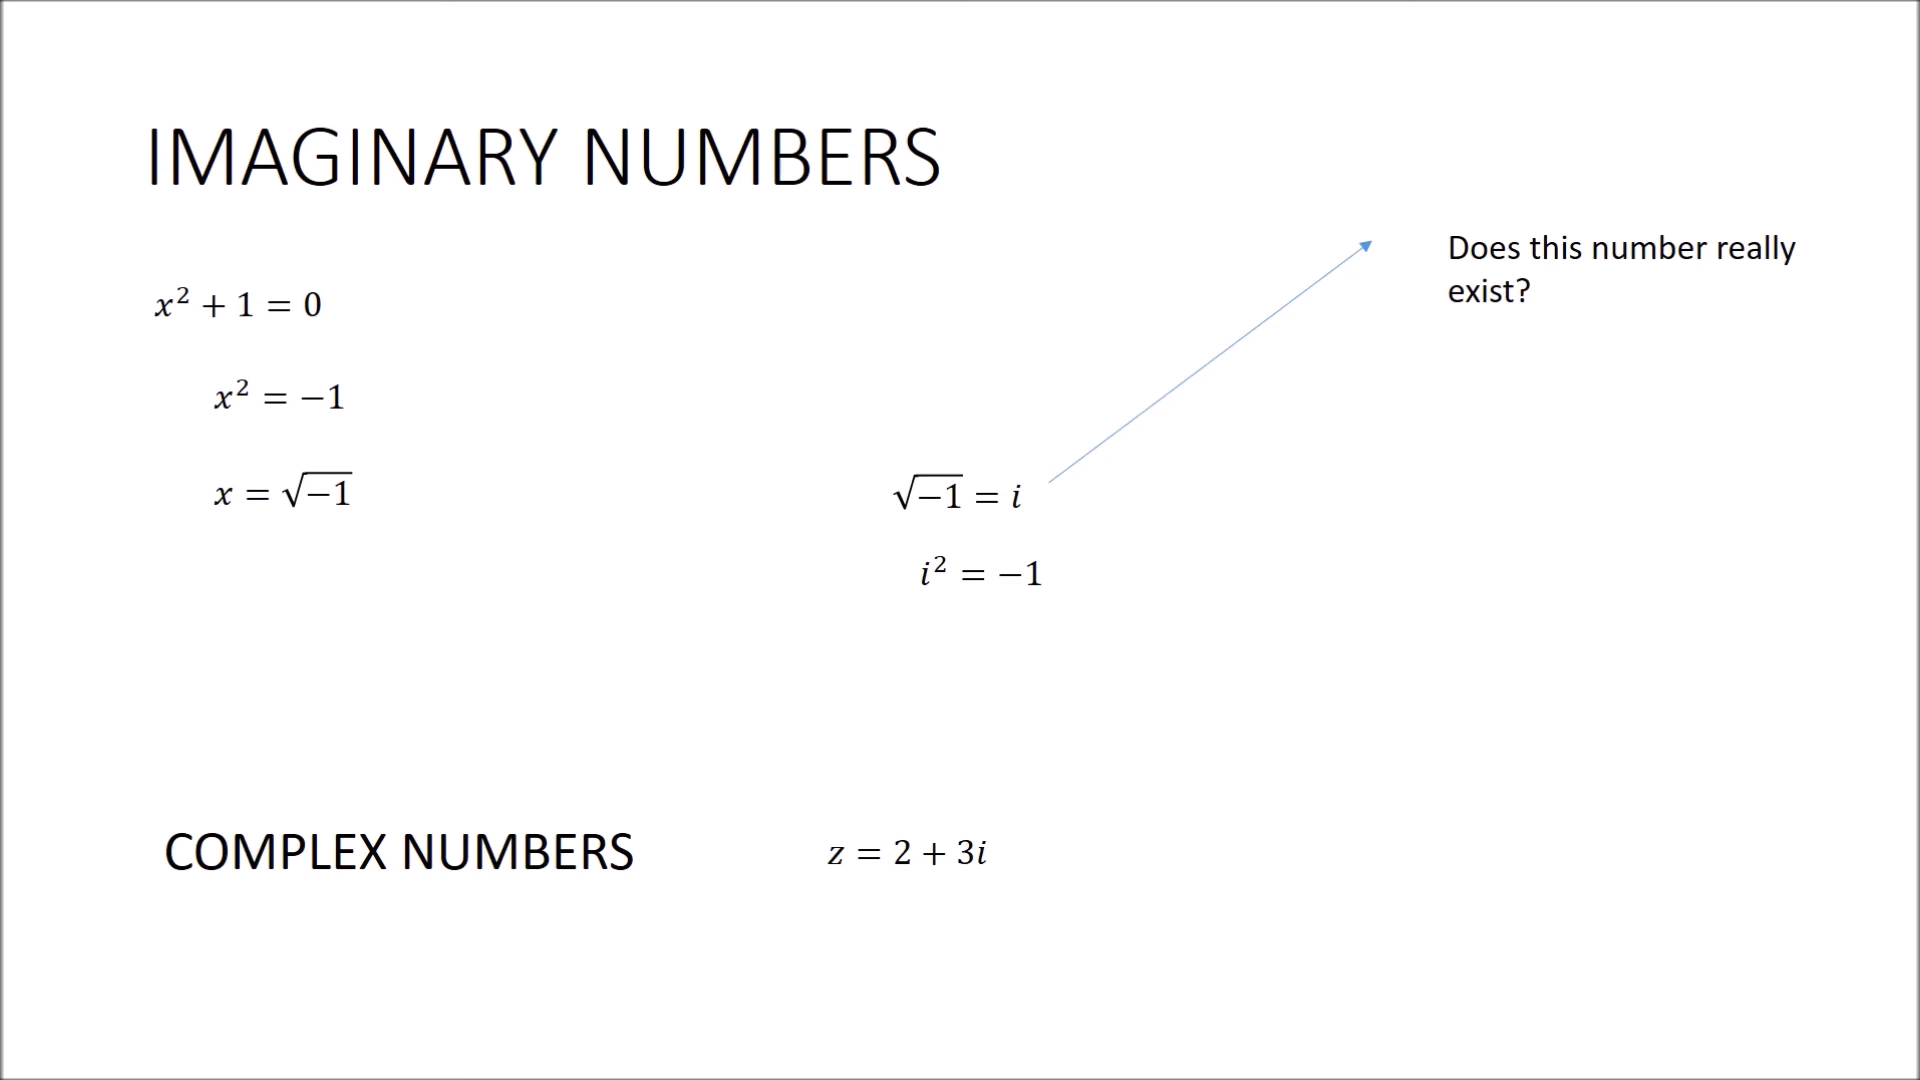 IMAGINARY NUMBERS
Does this number really
exist?
x² + 1 = 0
x² = −1
x = √−1
√−1 = i
i² = −1
COMPLEX NUMBERS
z = 2 + 3i